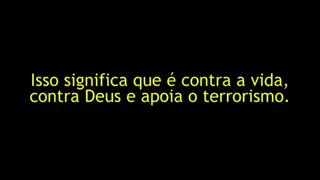 Isso significa que é contra a vida,
contra Deus e apoia o terrorismo.